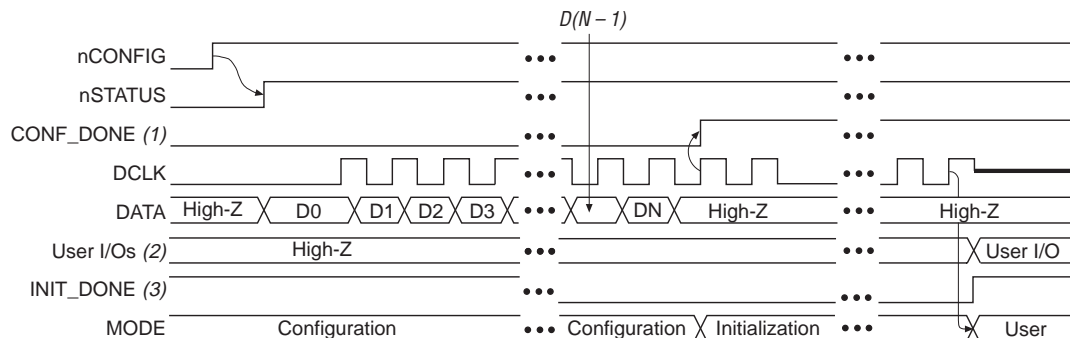 D(N – 1)
nCONFIG
nSTATUS
CONF_DONE (1)
DCLK
DATA High-Z D0 D1 D2 D3 DN High-Z High-Z
User I/Os (2) High-Z User I/O
INIT_DONE (3)
MODE Configuration Configuration Initialization User